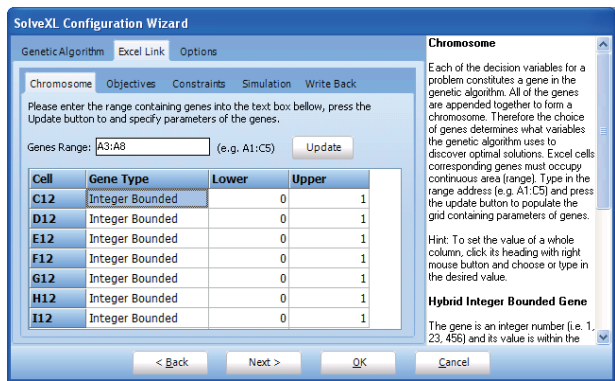 SolveXL Configuration Wizard
Genetic Algorithm Excel Link Options
Chromosome Objectives Constraints Simulation Write Back
Please enter the range containing genes into the text box bellow, press the
Update button to and specify parameters of the genes.
Genes Range: A3:A8 (e.g. A1:C5) Update
Cell Gene Type Lower Upper
C12 Integer Bounded 0 1
D12 Integer Bounded 0 1
E12 Integer Bounded 0 1
F12 Integer Bounded 0 1
G12 Integer Bounded 0 1
H12 Integer Bounded 0 1
I12 Integer Bounded 0 1
Chromosome
Each of the decision variables for a
problem constitutes a gene in the
genetic algorithm. All of the genes
are appended together to form a
chromosome. Therefore the choice
of genes determines what variables
the genetic algorithm uses to
discover optimal solutions. Excel cells
corresponding genes must occupy
continuous area (range). Type in the
range address (e.g. A1:C5) and press
the update button to populate the
grid containing parameters of genes.
Hint: To set the value of a whole
column, click its heading with right
mouse button and choose or type in
the desired value.
Hybrid Integer Bounded Gene
The gene is an integer number (i.e. 1,
23, 456) and its value is within the
< Back Next > OK Cancel